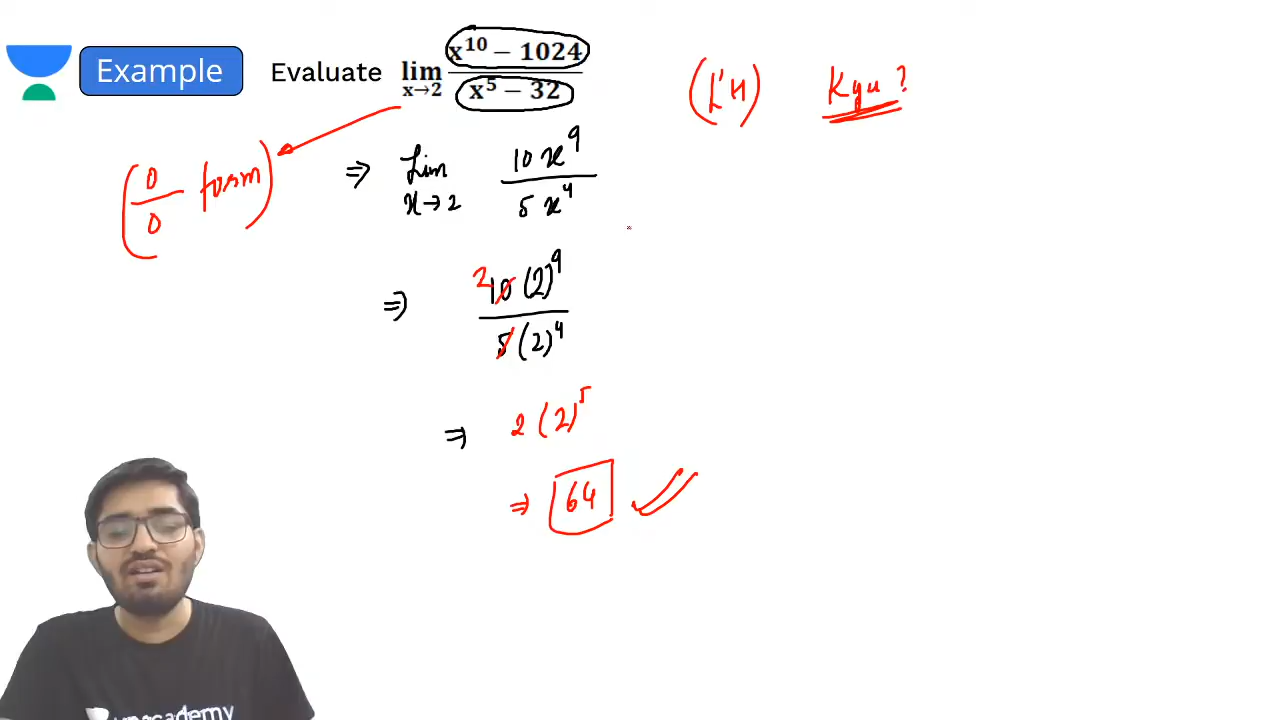 Example Evaluate lim x→2 x¹⁰ − 1024 / x⁵ − 32
(L'H) Kyu ?
(0/0 form)
⇒ Lim x→2 10x⁹ / 5x⁴
⇒ 2 10(2)⁹ / 5(2)⁴
⇒ 2(2)⁵
⇒ 64
unacademy